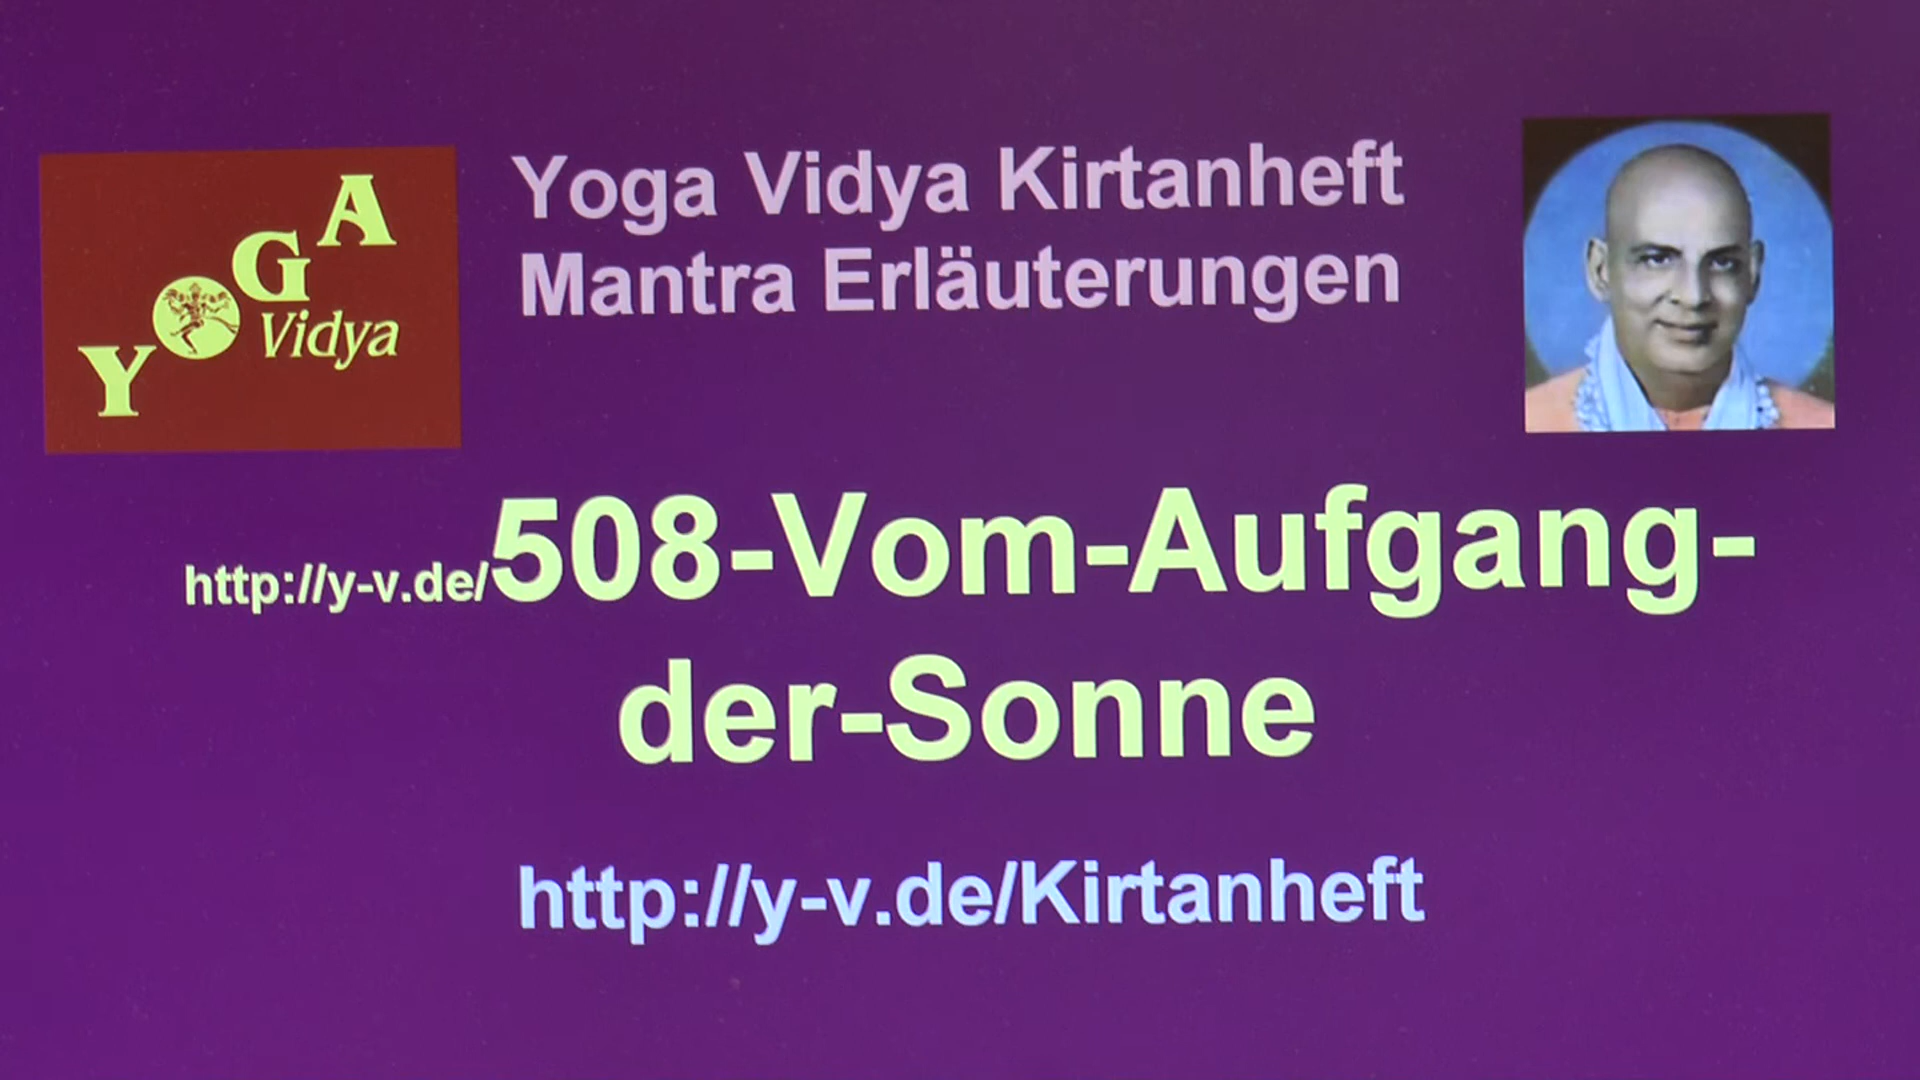 YOGA
Vidya
Yoga Vidya Kirtanheft
Mantra Erläuterungen
http://y-v.de/508-Vom-Aufgang-
der-Sonne
http://y-v.de/Kirtanheft